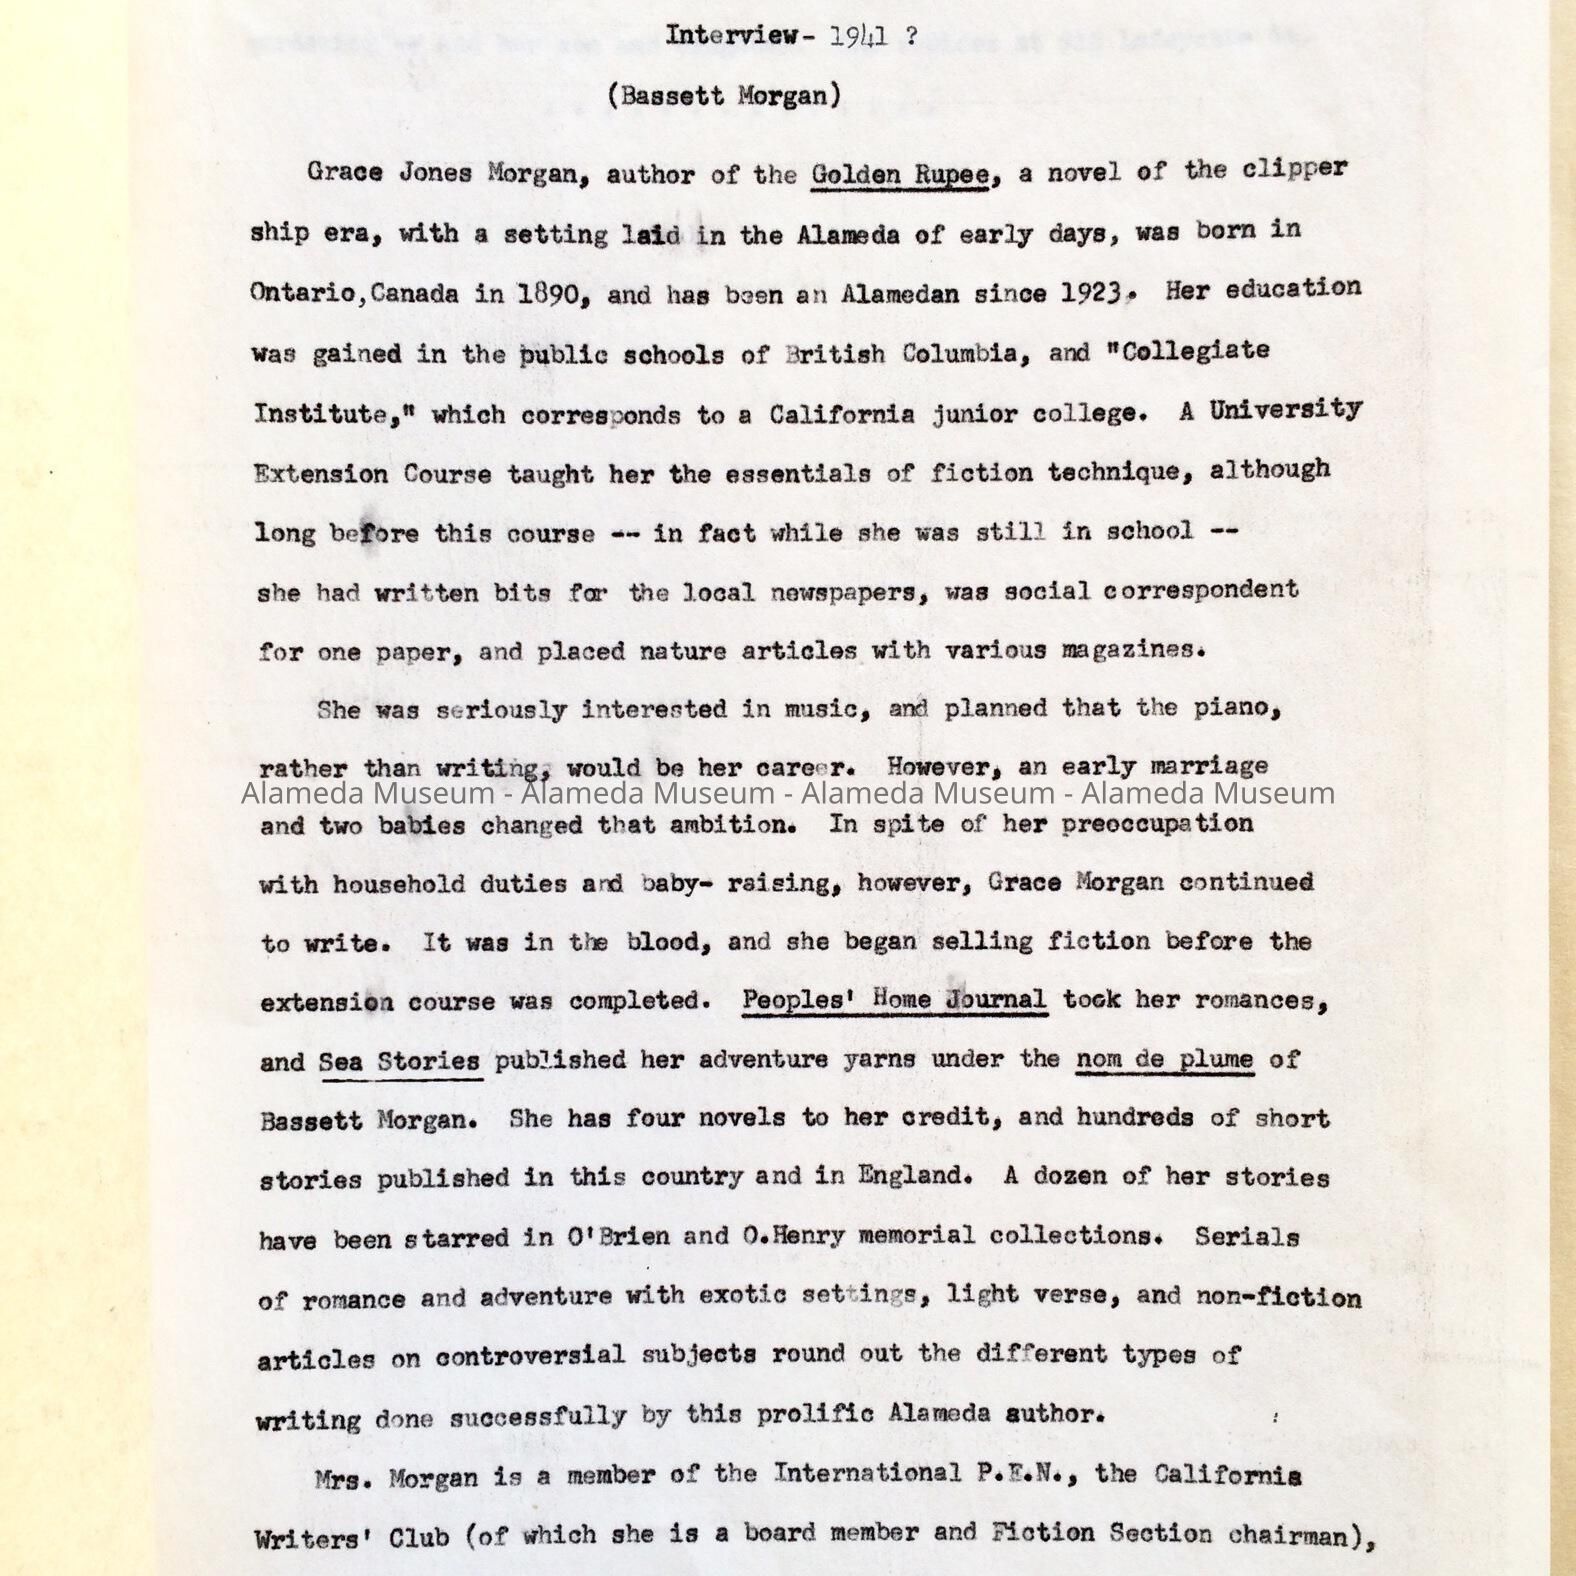 Interview- 1941 ?
(Bassett Morgan)
Grace Jones Morgan, author of the Golden Rupee, a novel of the clipper
ship era, with a setting laid in the Alameda of early days, was born in
Ontario,Canada in 1890, and has been an Alamedan since 1923. Her education
was gained in the public schools of British Columbia, and "Collegiate
Institute," which corresponds to a California junior college. A University
Extension Course taught her the essentials of fiction technique, although
long before this course -- in fact while she was still in school --
she had written bits for the local newspapers, was social correspondent
for one paper, and placed nature articles with various magazines.
She was seriously interested in music, and planned that the piano,
rather than writing, would be her career. However, an early marriage
Alameda Museum - Alameda Museum - Alameda Museum - Alameda Museum
and two babies changed that ambition. In spite of her preoccupation
with household duties and baby- raising, however, Grace Morgan continued
to write. It was in the blood, and she began selling fiction before the
extension course was completed. Peoples' Home Journal took her romances,
and Sea Stories published her adventure yarns under the nom de plume of
Bassett Morgan. She has four novels to her credit, and hundreds of short
stories published in this country and in England. A dozen of her stories
have been starred in O'Brien and O.Henry memorial collections. Serials
of romance and adventure with exotic settings, light verse, and non-fiction
articles on controversial subjects round out the different types of
writing done successfully by this prolific Alameda author.
Mrs. Morgan is a member of the International P.E.N., the California
Writers' Club (of which she is a board member and Fiction Section chairman),